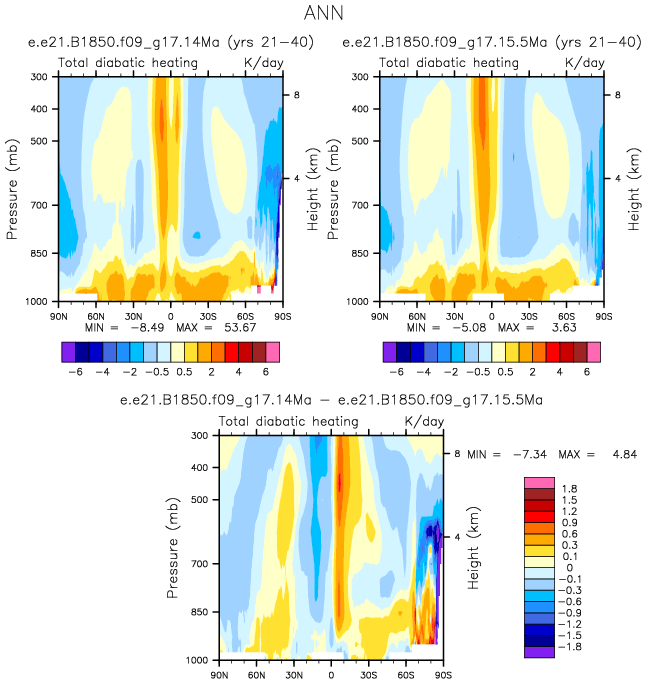 ANN
e.e21.B1850.f09_g17.14Ma (yrs 21-40) e.e21.B1850.f09_g17.15.5Ma (yrs 21-40)
Total diabatic heating K/day Total diabatic heating K/day
300 400 500 700 850 1000
Pressure (mb)
8 4
Height (km)
90N 60N 30N 0 30S 60S 90S
MIN = -8.49 MAX = 53.67
-6 -4 -2 -0.5 0.5 2 4 6
300 400 500 700 850 1000
Pressure (mb)
8 4
Height (km)
90N 60N 30N 0 30S 60S 90S
MIN = -5.08 MAX = 3.63
-6 -4 -2 -0.5 0.5 2 4 6
e.e21.B1850.f09_g17.14Ma - e.e21.B1850.f09_g17.15.5Ma
Total diabatic heating K/day
300 400 500 700 850 1000
Pressure (mb)
8 4
Height (km)
90N 60N 30N 0 30S 60S 90S
MIN = -7.34 MAX = 4.84
1.8
1.5
1.2
0.9
0.6
0.3
0.1
0
-0.1
-0.3
-0.6
-0.9
-1.2
-1.5
-1.8